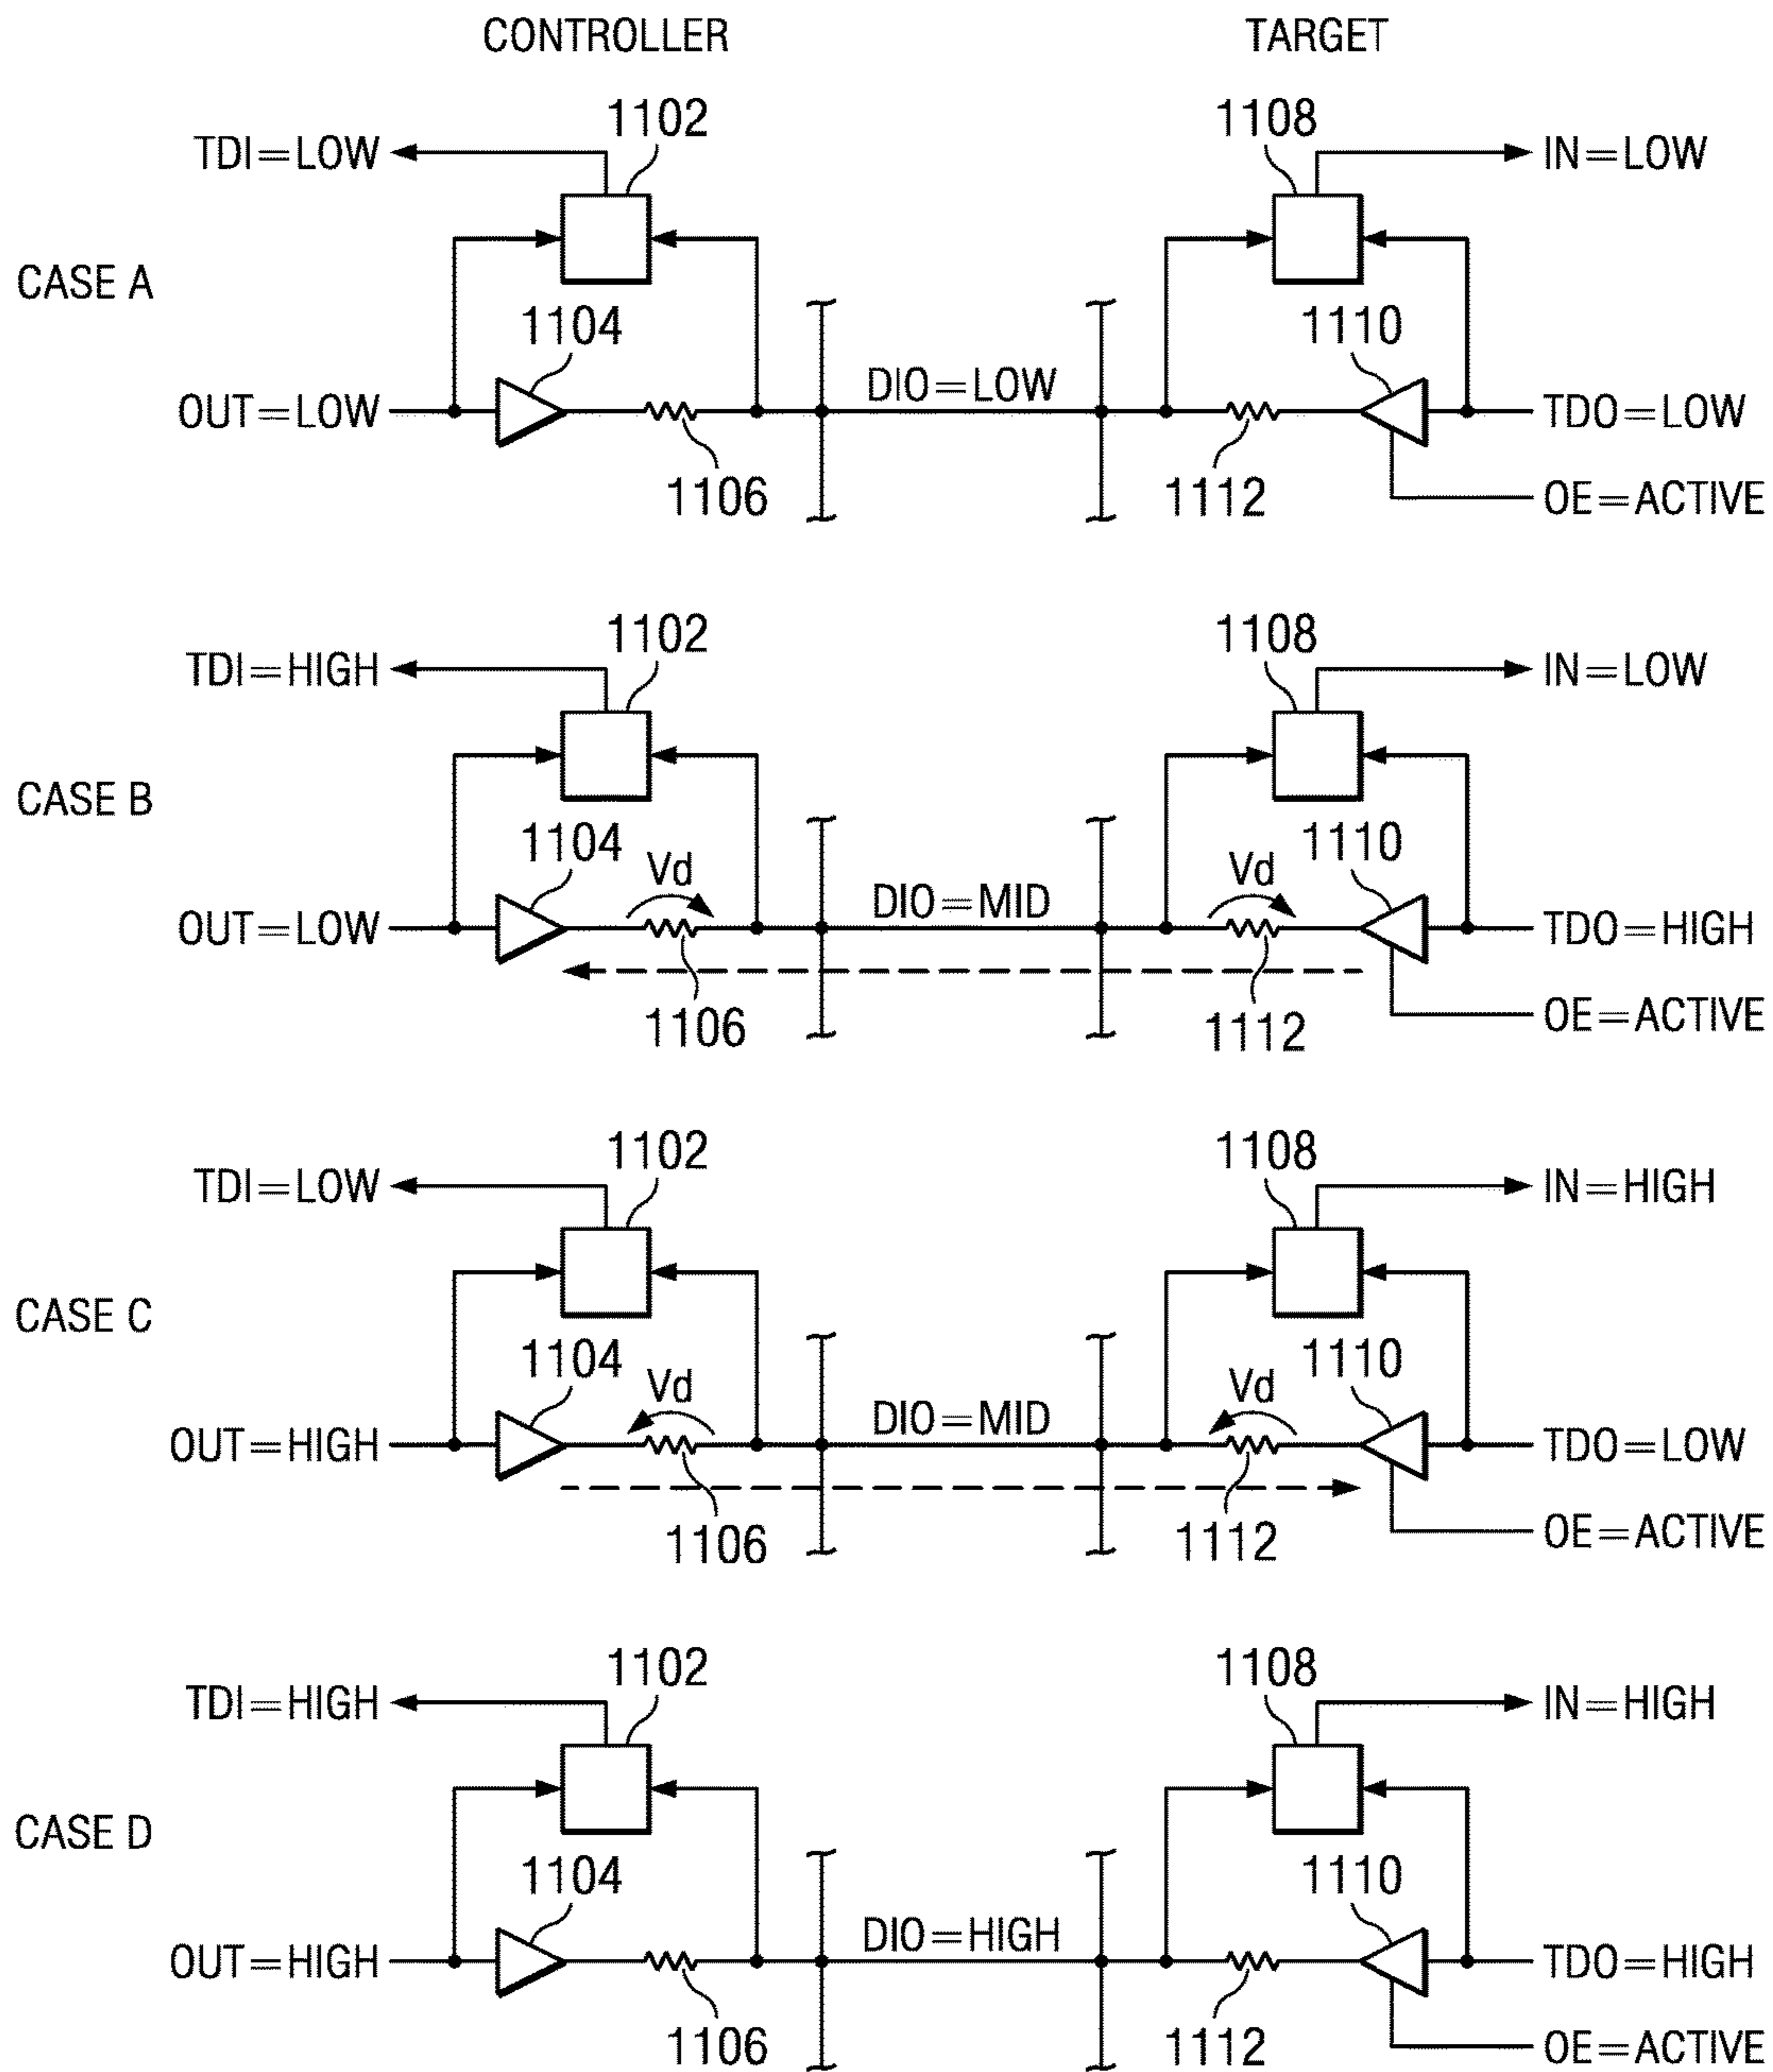 CONTROLLER TARGET
1102 1108
TDI=LOW IN=LOW
CASE A
1104 1110
DIO=LOW
OUT=LOW TDO=LOW
1106 1112
OE=ACTIVE
1102 1108
TDI=HIGH IN=LOW
CASE B
1104 1110
Vd Vd
DIO=MID
OUT=LOW TDO=HIGH
1106 1112
OE=ACTIVE
1102 1108
TDI=LOW IN=HIGH
CASE C
1104 1110
Vd Vd
DIO=MID
OUT=HIGH TDO=LOW
1106 1112
OE=ACTIVE
1102 1108
TDI=HIGH IN=HIGH
CASE D
1104 1110
DIO=HIGH
OUT=HIGH TDO=HIGH
1106 1112
OE=ACTIVE